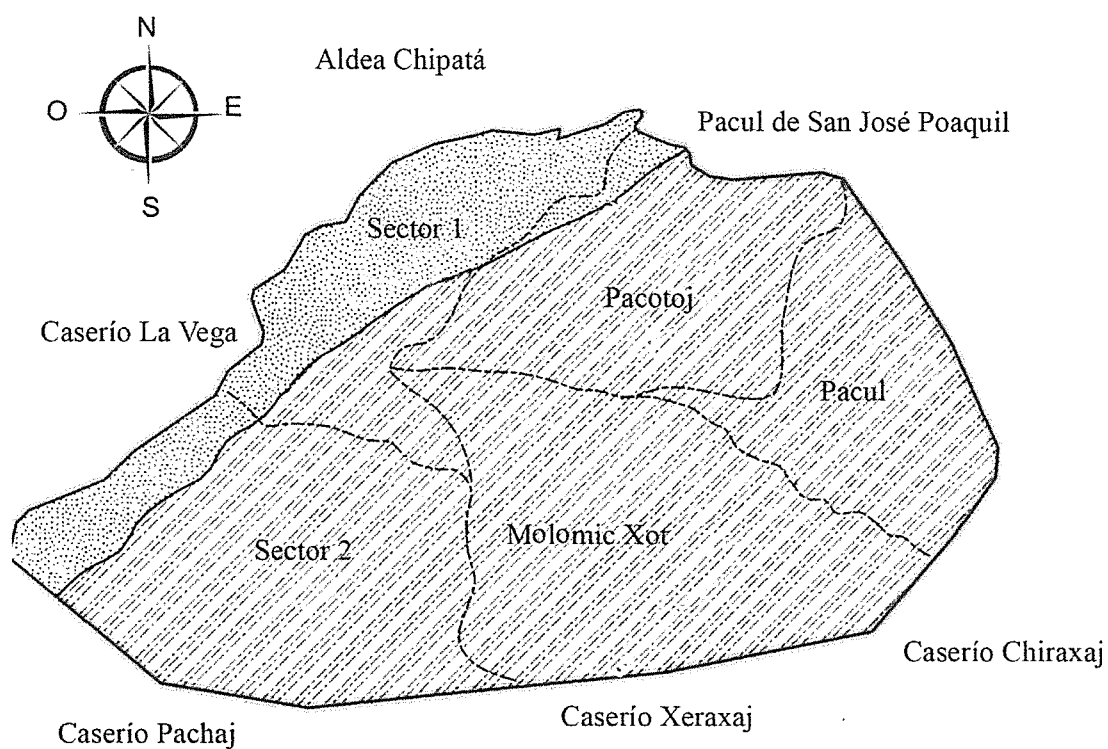 N
Aldea Chipatá
O
E
Pacul de San José Poaquil
S
Sector 1
Pacotoj
Caserío La Vega
Pacul
Molomic Xot
Sector 2
Caserío Chiraxaj
Caserío Xeraxaj
Caserío Pachaj